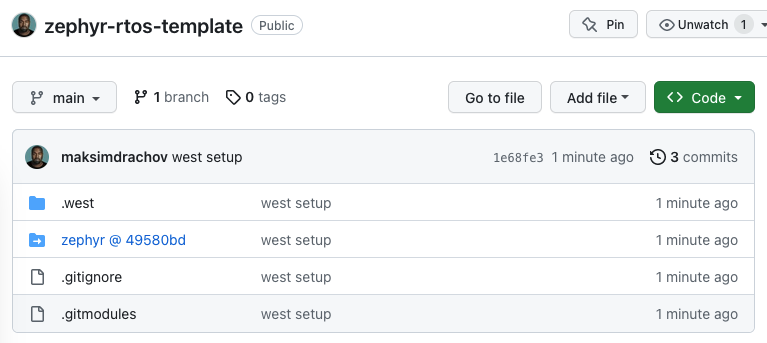 zephyr-rtos-template Public Pin Unwatch 1
main 1 branch 0 tags Go to file Add file Code
maksimdrachov west setup 1e68fe3 1 minute ago 3 commits
.west west setup 1 minute ago
zephyr @ 49580bd west setup 1 minute ago
.gitignore west setup 1 minute ago
.gitmodules west setup 1 minute ago